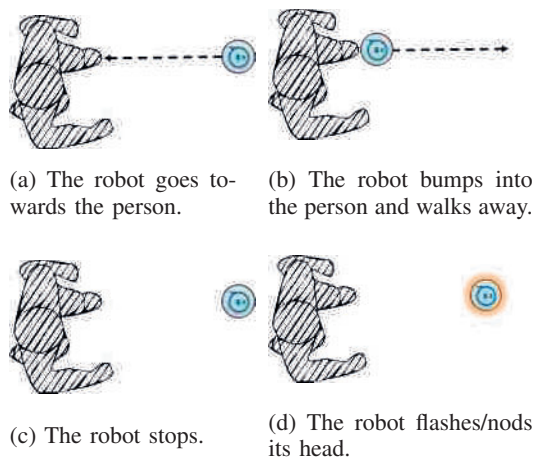 (a) The robot goes to-
wards the person.
(b) The robot bumps into
the person and walks away.
(c) The robot stops.
(d) The robot flashes/nods
its head.